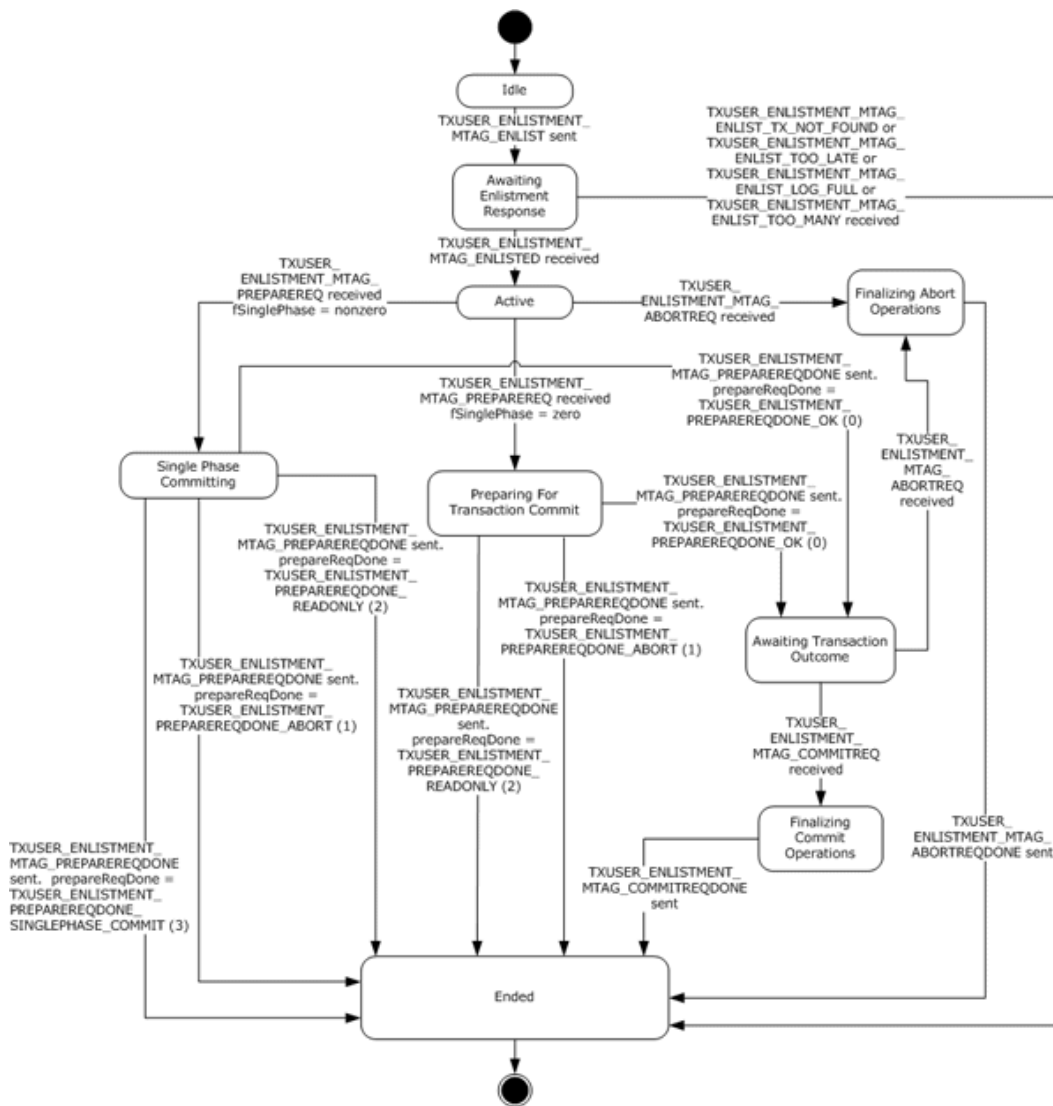 Idle
TXUSER_ENLISTMENT_
MTAG_ENLIST sent
TXUSER_ENLISTMENT_MTAG_
ENLIST_TX_NOT_FOUND or
TXUSER_ENLISTMENT_MTAG_
ENLIST_TOO_LATE or
TXUSER_ENLISTMENT_MTAG_
ENLIST_LOG_FULL or
TXUSER_ENLISTMENT_MTAG_
ENLIST_TOO_MANY received
Awaiting
Enlistment
Response
TXUSER_ENLISTMENT_
MTAG_ENLISTED received
TXUSER_
ENLISTMENT_MTAG_
PREPAREREQ received
fSinglePhase = nonzero
Active
TXUSER_
ENLISTMENT_MTAG_
ABORTREQ received
Finalizing Abort
Operations
TXUSER_ENLISTMENT_
MTAG_PREPAREREQ received
fSinglePhase = zero
TXUSER_ENLISTMENT_
MTAG_PREPAREREQDONE sent.
prepareReqDone =
TXUSER_ENLISTMENT_
PREPAREREQDONE_OK (0)
TXUSER_
ENLISTMENT_
MTAG_
ABORTREQ
received
Single Phase
Committing
Preparing For
Transaction Commit
TXUSER_ENLISTMENT_
MTAG_PREPAREREQDONE sent.
prepareReqDone =
TXUSER_ENLISTMENT_
PREPAREREQDONE_OK (0)
TXUSER_ENLISTMENT_
MTAG_PREPAREREQDONE sent.
prepareReqDone =
TXUSER_ENLISTMENT_
PREPAREREQDONE_
READONLY (2)
TXUSER_ENLISTMENT_
MTAG_PREPAREREQDONE sent.
prepareReqDone =
TXUSER_ENLISTMENT_
PREPAREREQDONE_ABORT (1)
Awaiting Transaction
Outcome
TXUSER_ENLISTMENT_
MTAG_PREPAREREQDONE sent.
prepareReqDone =
TXUSER_ENLISTMENT_
PREPAREREQDONE_ABORT (1)
TXUSER_ENLISTMENT_
MTAG_PREPAREREQDONE
sent.
prepareReqDone =
TXUSER_ENLISTMENT_
PREPAREREQDONE_
READONLY (2)
TXUSER_
ENLISTMENT_
MTAG_COMMITREQ
received
Finalizing
Commit
Operations
TXUSER_
ENLISTMENT_MTAG_
ABORTREQDONE sent
TXUSER_ENLISTMENT_
MTAG_PREPAREREQDONE
sent. prepareReqDone =
TXUSER_ENLISTMENT_
PREPAREREQDONE_
SINGLEPHASE_COMMIT (3)
TXUSER_ENLISTMENT_
MTAG_COMMITREQDONE
sent
Ended